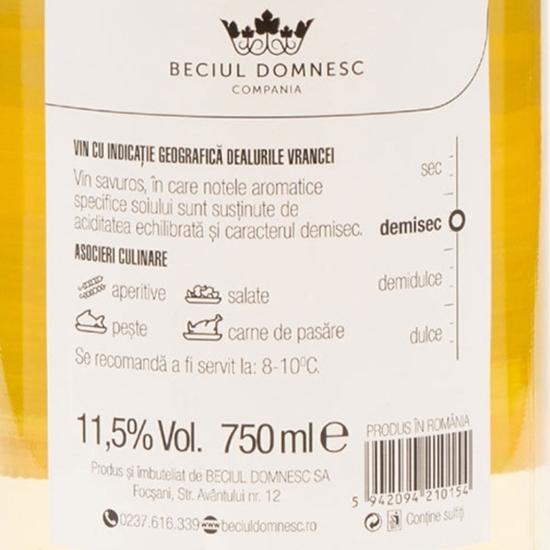 BECIUL DOMNESC
COMPANIA
VIN CU INDICAȚIE GEOGRAFICĂ DEALURILE VRANCEI
Vin savuros, în care notele aromatice
specifice soiului sunt susținute de
aciditatea echilibrată și caracterul demisec.
ASOCIERI CULINARE
aperitive salate
pește carne de pasăre
Se recomandă a fi servit la: 8-10ºC.
sec
demisec
demidulce
dulce
11,5% Vol. 750 ml e
Produs și îmbuteliat de BECIUL DOMNESC SA
Focșani, Str. Avântului nr. 12
0237.616.339 www.beciuldomnesc.ro
PRODUS ÎN ROMÂNIA
5 942094 210154
Conține sulfiți